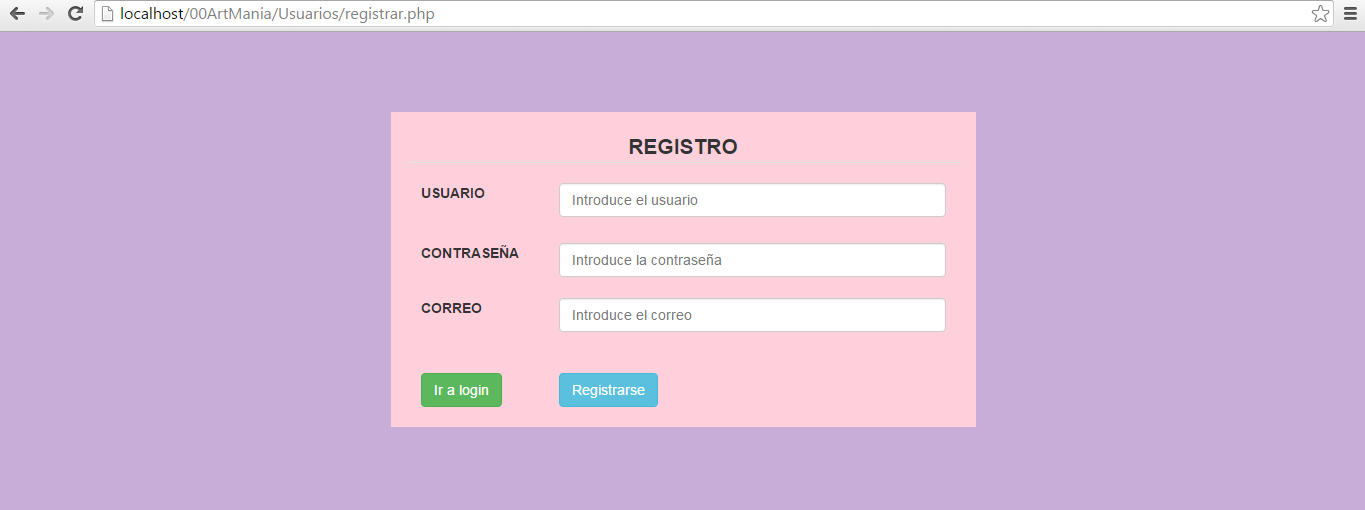 localhost/00ArtMania/Usuarios/registrar.php
REGISTRO
USUARIO Introduce el usuario
CONTRASEÑA Introduce la contraseña
CORREO Introduce el correo
Ir a login Registrarse